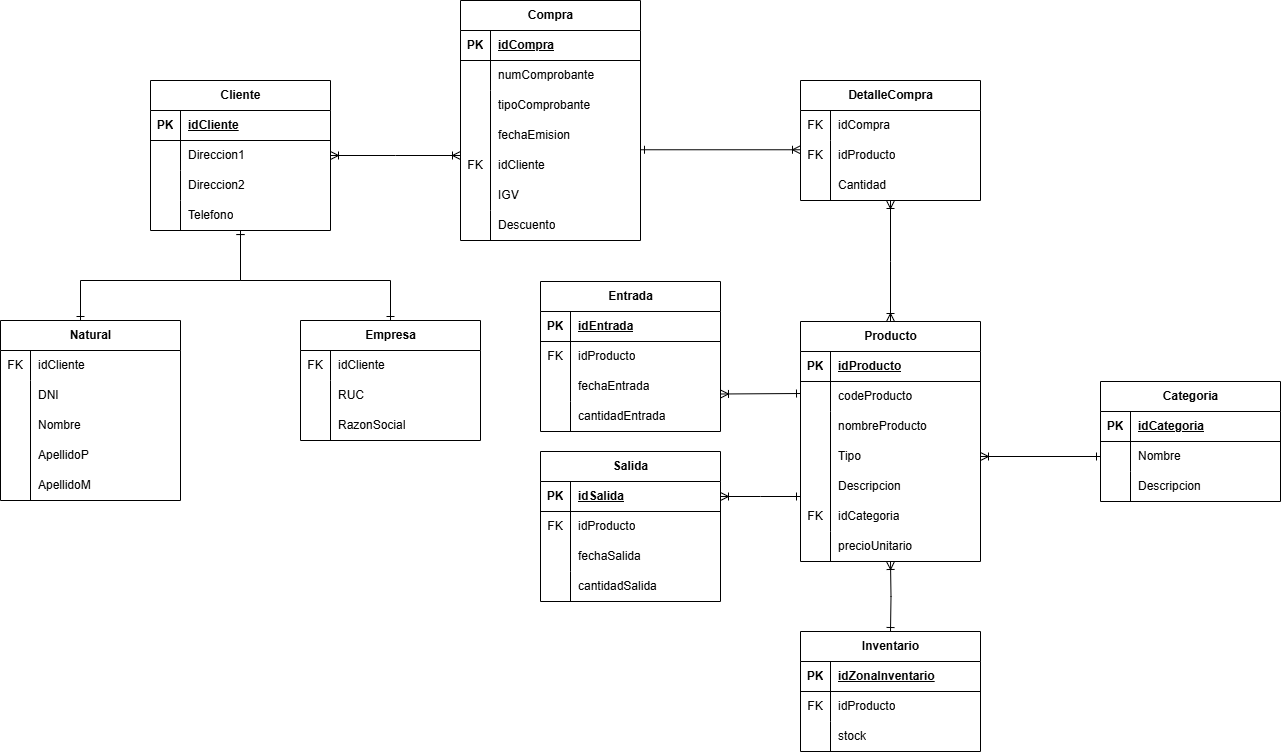 Compra
PK idCompra
numComprobante
tipoComprobante
fechaEmision
FK idCliente
IGV
Descuento
Cliente
PK idCliente
Direccion1
Direccion2
Telefono
DetalleCompra
FK idCompra
FK idProducto
Cantidad
Natural
FK idCliente
DNI
Nombre
ApellidoP
ApellidoM
Empresa
FK idCliente
RUC
RazonSocial
Entrada
PK idEntrada
FK idProducto
fechaEntrada
cantidadEntrada
Salida
PK idSalida
FK idProducto
fechaSalida
cantidadSalida
Producto
PK idProducto
codeProducto
nombreProducto
Tipo
Descripcion
FK idCategoria
precioUnitario
Categoria
PK idCategoria
Nombre
Descripcion
Inventario
PK idZonaInventario
FK idProducto
stock